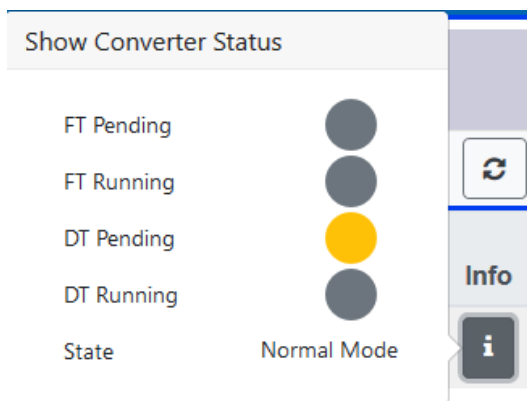 Show Converter Status
FT Pending
FT Running
DT Pending
DT Running
State Normal Mode
Info
i